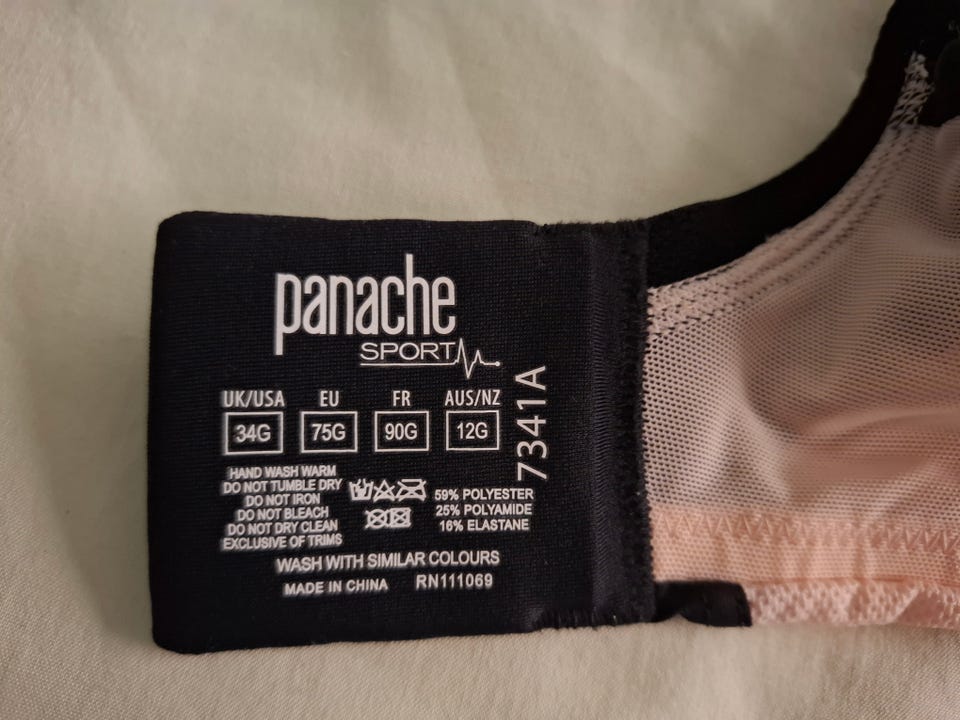 panache
SPORT
UK/USA EU FR AUS/NZ
34G 75G 90G 12G
7341A
HAND WASH WARM
DO NOT TUMBLE DRY
DO NOT IRON
DO NOT BLEACH
DO NOT DRY CLEAN
EXCLUSIVE OF TRIMS
59% POLYESTER
25% POLYAMIDE
16% ELASTANE
WASH WITH SIMILAR COLOURS
MADE IN CHINA RN111069